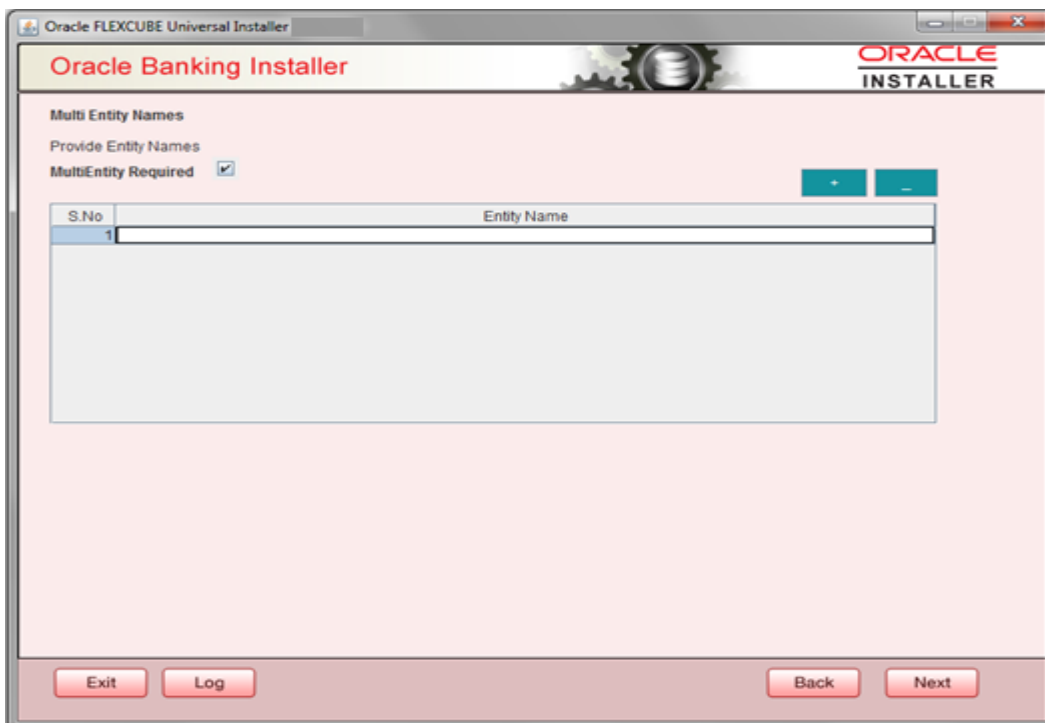 Oracle FLEXCUBE Universal Installer
Oracle Banking Installer
ORACLE
INSTALLER
Multi Entity Names
Provide Entity Names
MultiEntity Required
+ _
S.No Entity Name
1
Exit Log Back Next